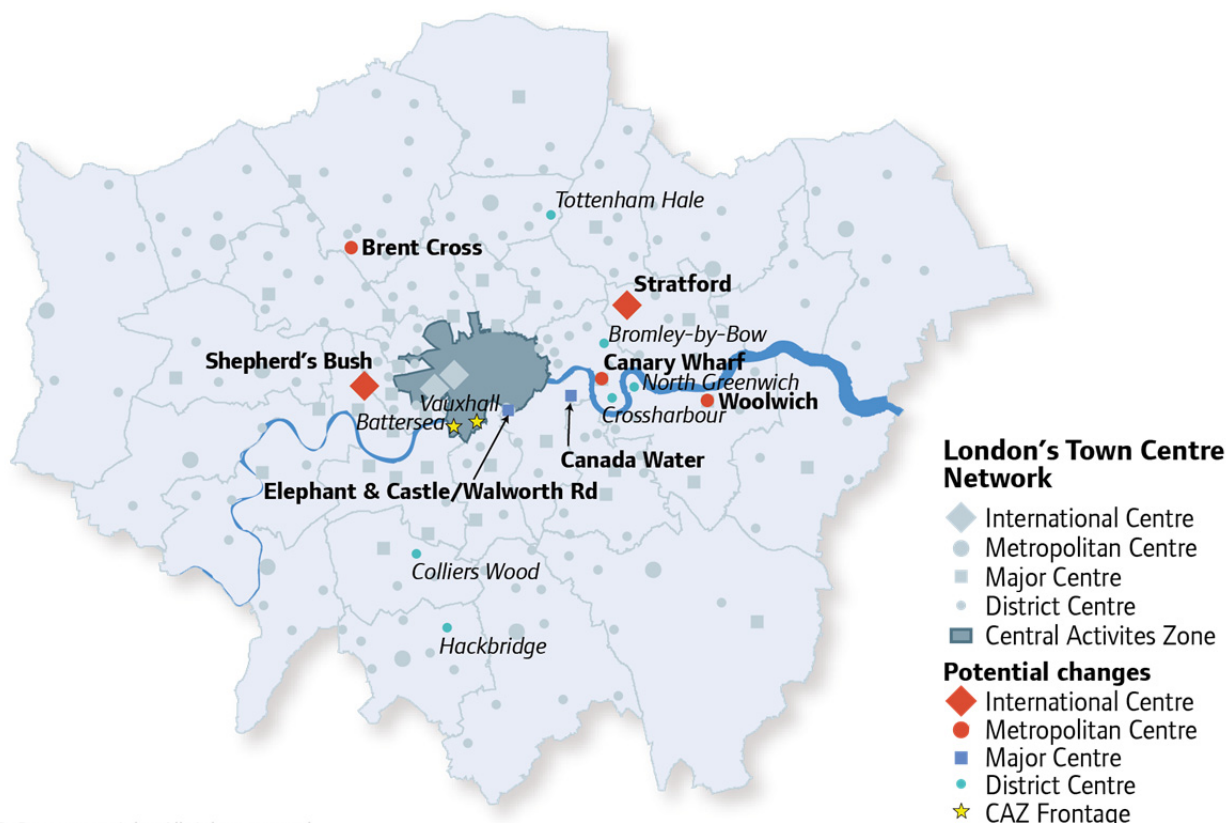 Tottenham Hale
Brent Cross
Stratford
Bromley-by-Bow
Shepherd's Bush
Canary Wharf
North Greenwich
Vauxhall
Woolwich
Battersea
Crossharbour
Canada Water
Elephant & Castle/Walworth Rd
Colliers Wood
Hackbridge
London's Town Centre
Network
International Centre
Metropolitan Centre
Major Centre
District Centre
Central Activites Zone
Potential changes
International Centre
Metropolitan Centre
Major Centre
District Centre
CAZ Frontage